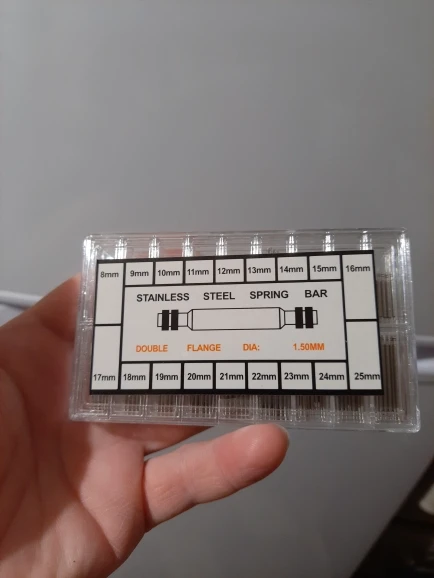 8mm 9mm 10mm 11mm 12mm 13mm 14mm 15mm 16mm
STAINLESS STEEL SPRING BAR
DOUBLE FLANGE DIA: 1.50MM
17mm 18mm 19mm 20mm 21mm 22mm 23mm 24mm 25mm